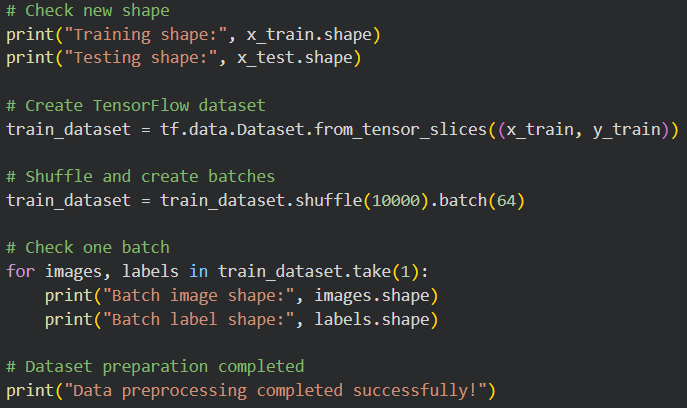 # Check new shape
print("Training shape:", x_train.shape)
print("Testing shape:", x_test.shape)
# Create TensorFlow dataset
train_dataset = tf.data.Dataset.from_tensor_slices((x_train, y_train))
# Shuffle and create batches
train_dataset = train_dataset.shuffle(10000).batch(64)
# Check one batch
for images, labels in train_dataset.take(1):
    print("Batch image shape:", images.shape)
    print("Batch label shape:", labels.shape)
# Dataset preparation completed
print("Data preprocessing completed successfully!")